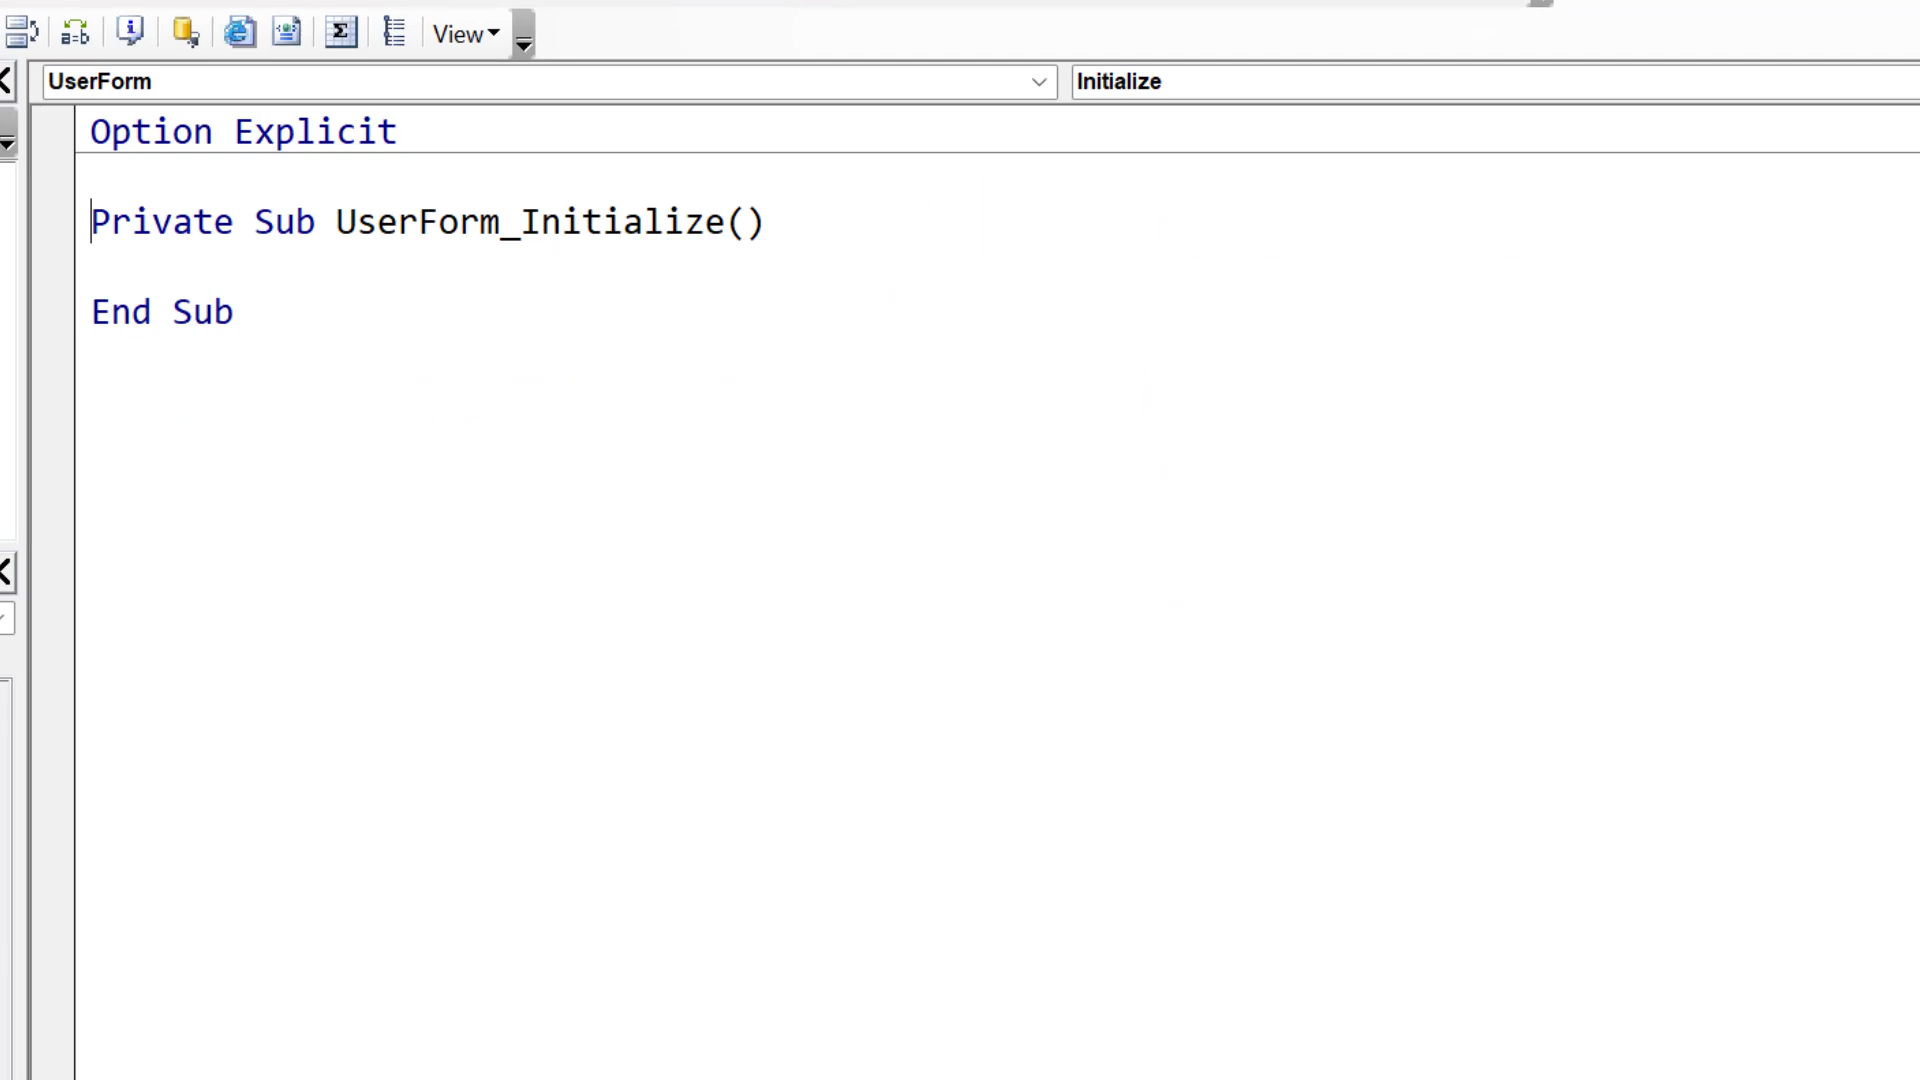 View
UserForm
Initialize
Option Explicit
Private Sub UserForm_Initialize()
End Sub